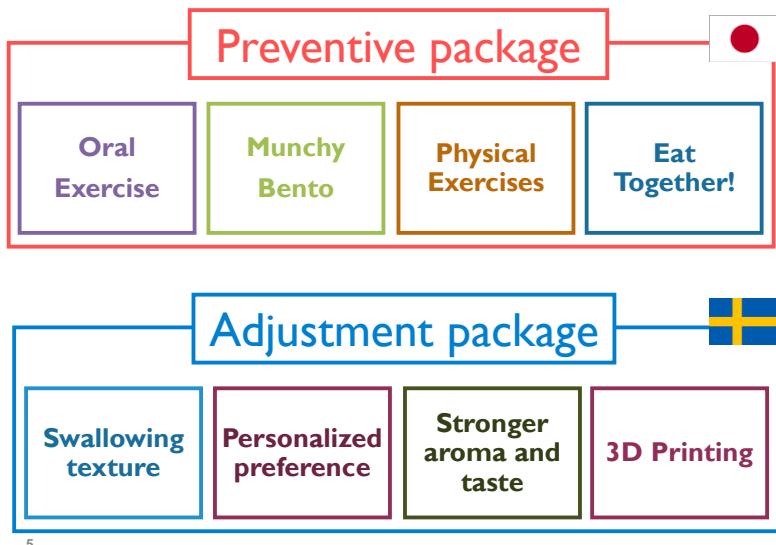 Preventive package
Oral
Exercise
Munchy
Bento
Physical
Exercises
Eat
Together!
Adjustment package
Swallowing
texture
Personalized
preference
Stronger
aroma and
taste
3D Printing
5